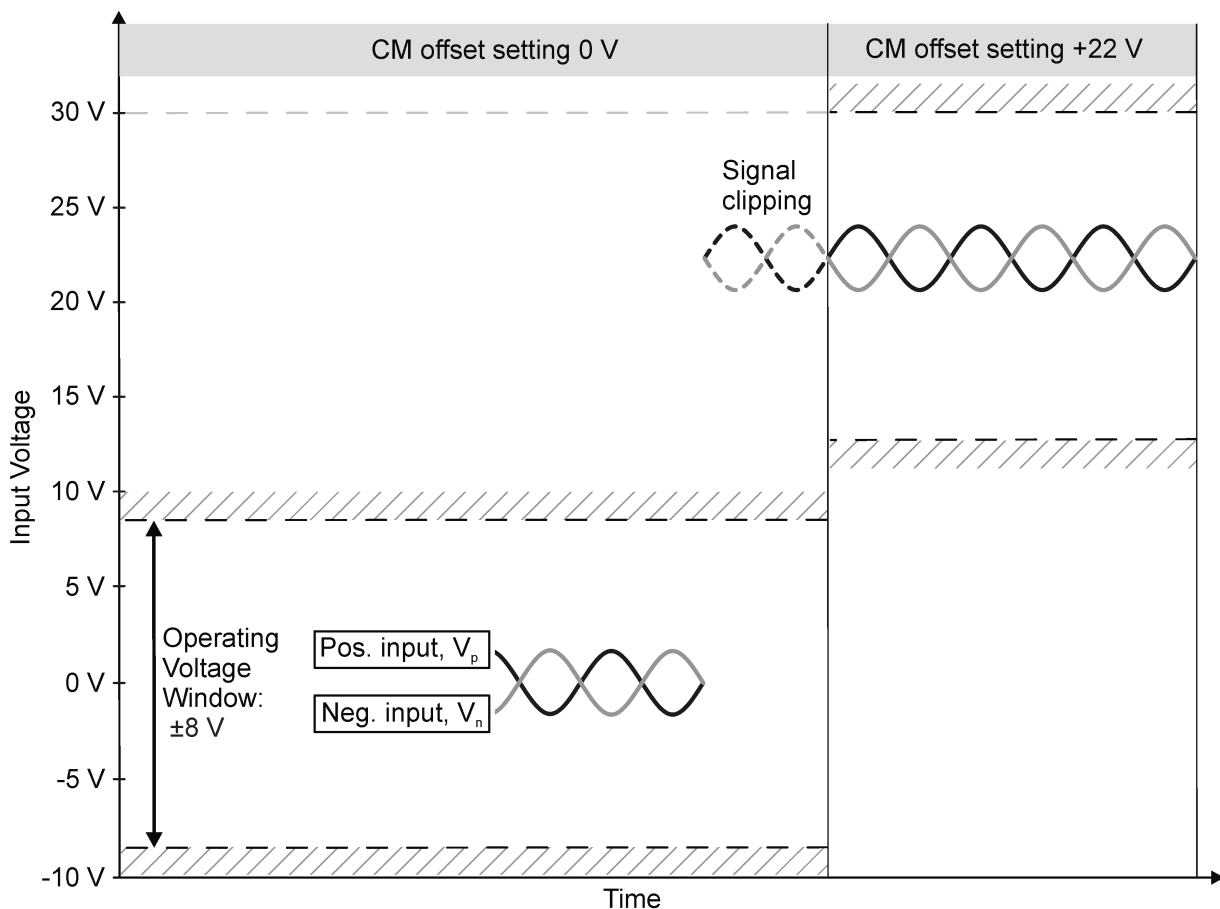 CM offset setting 0 V
CM offset setting +22 V
30 V
25 V
20 V
15 V
10 V
5 V
0 V
-5 V
-10 V
Input Voltage
Signal
clipping
Operating
Voltage
Window:
±8 V
Pos. input, Vp
Neg. input, Vn
Time